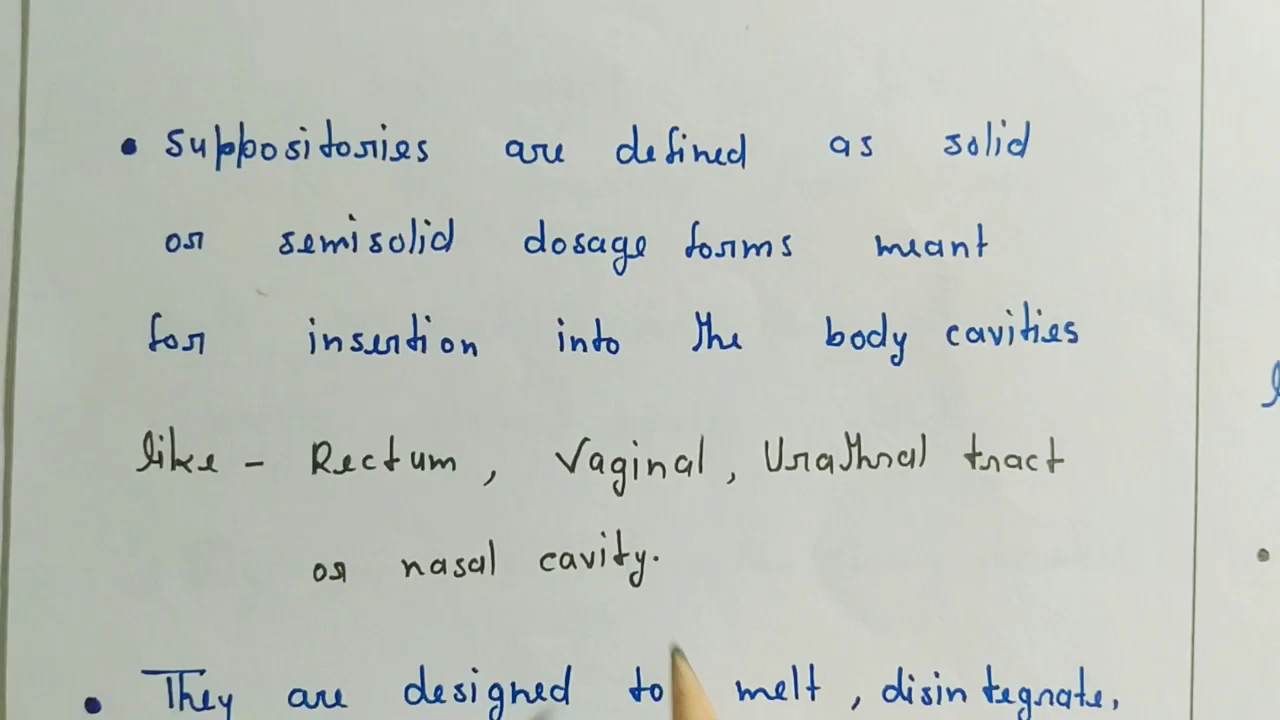 • Suppositories are defined as solid
or semisolid dosage forms meant
for insertion into the body cavities
like - Rectum, Vaginal, Urathral tract
or nasal cavity.
• They are designed to melt, disintegrate,